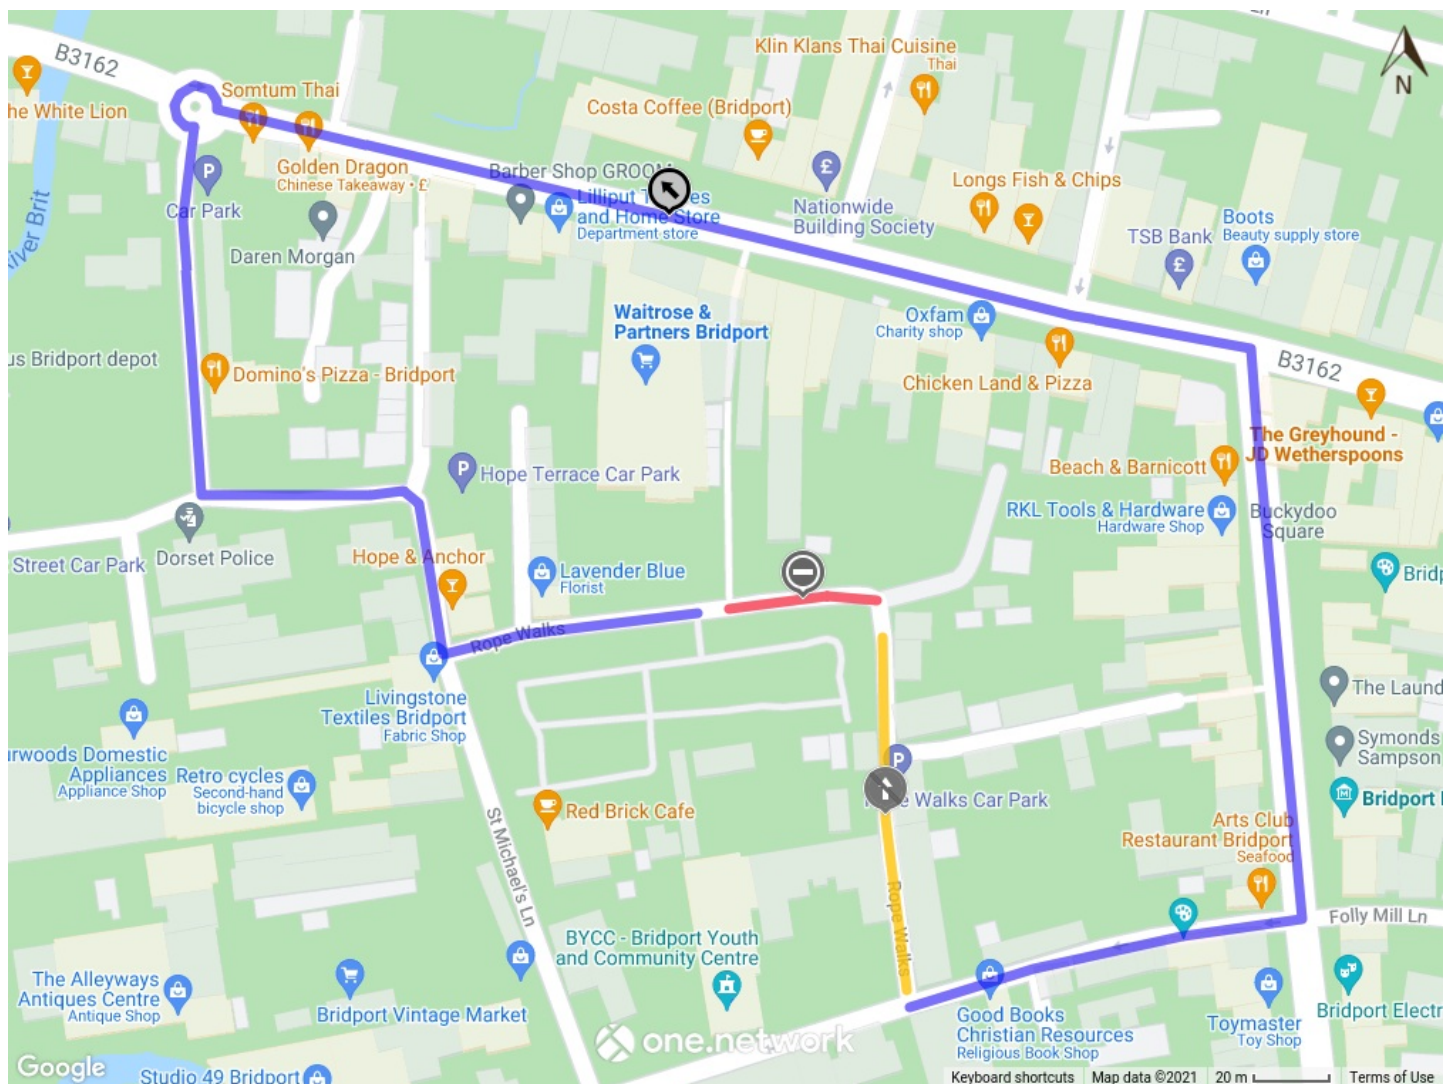 B3162
he White Lion
Somtum Thai
Klin Klans Thai Cuisine
Thai
Costa Coffee (Bridport)
N
Golden Dragon
Chinese Takeaway • £
Barber Shop GROOM
P
Car Park
Lilliput T
es
and Home Store
Department store
£
Nationwide
Building Society
Longs Fish & Chips
Boots
Beauty supply store
TSB Bank
£
Daren Morgan
River Brit
Waitrose &
Partners Bridport
Oxfam
Charity shop
us Bridport depot
Domino's Pizza - Bridport
Chicken Land & Pizza
B3162
The Greyhound -
JD Wetherspoons
P
Hope Terrace Car Park
Beach & Barnicott
RKL Tools & Hardware
Hardware Shop
Buckydoo
Square
Street Car Park
Dorset Police
Hope & Anchor
Lavender Blue
Florist
Bridp
Rope Walks
Livingstone
Textiles Bridport
Fabric Shop
The Laund
Symonds
Sampson
rwoods Domestic
Appliances
Appliance Shop
Retro cycles
Second-hand
bicycle shop
P
Walks Car Park
Bridport
Red Brick Cafe
Arts Club
Restaurant Bridport
Seafood
St Michael's Ln
Rope Walks
Folly Mill Ln
BYCC - Bridport Youth
and Community Centre
The Alleyways
Antiques Centre
Antique Shop
Bridport Vintage Market
Good Books
Christian Resources
Religious Book Shop
Toymaster
Toy Shop
Bridport Electr
one.network
Google
Studio 49 Bridport
Keyboard shortcuts
Map data ©2021
20 m
Terms of Use